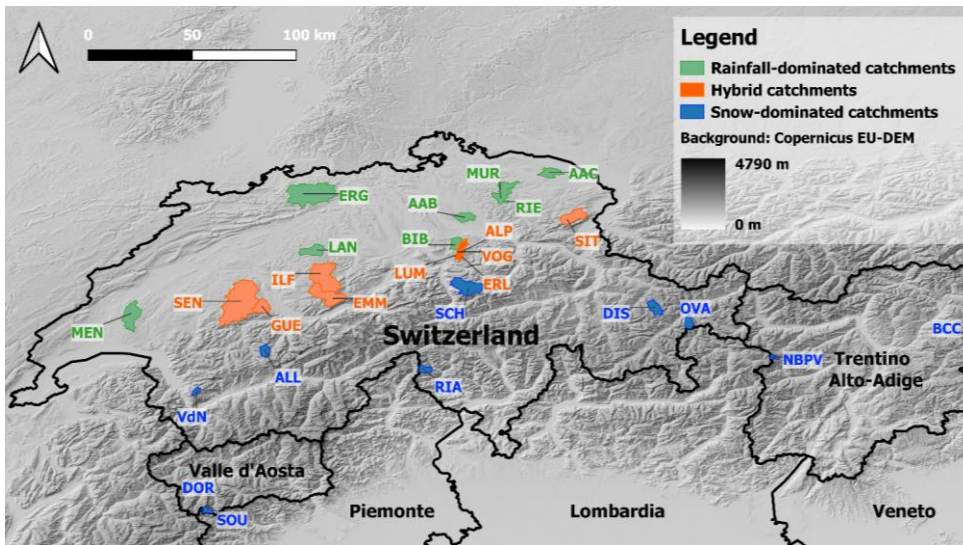 0 50 100 km
Legend
Rainfall-dominated catchments
Hybrid catchments
Snow-dominated catchments
Background: Copernicus EU-DEM
4790 m
0 m
MUR
AAC
ERG
AAB
RIE
BIB
ALP
SIT
LAN
VOG
ILF
LUM
ERL
SEN
EMM
MEN
GUE
SCH
DIS
OVA
Switzerland
BCC
ALL
RIA
NBPV
Trentino
Alto-Adige
VdN
Valle d'Aosta
DOR
SOU
Piemonte
Lombardia
Veneto